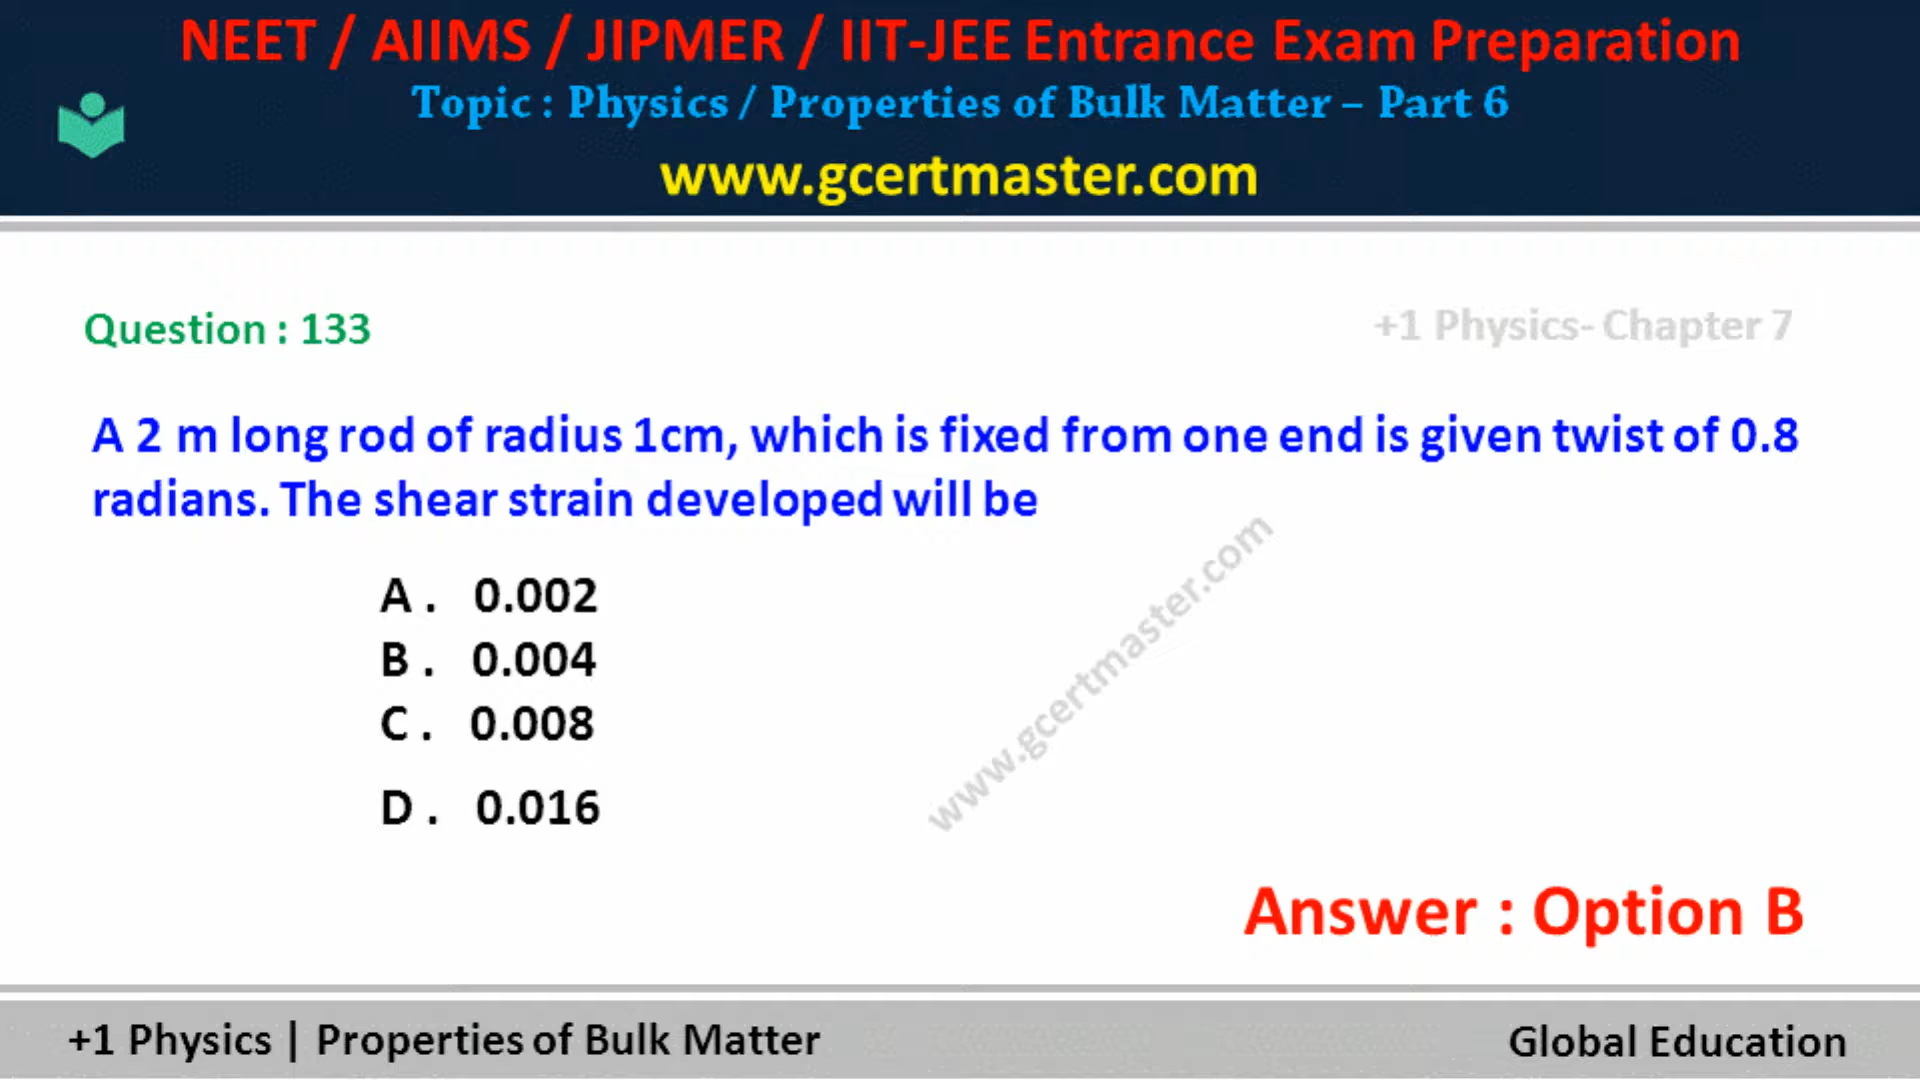 NEET / AIIMS / JIPMER / IIT-JEE Entrance Exam Preparation
Topic : Physics / Properties of Bulk Matter – Part 6
www.gcertmaster.com
Question : 133
+1 Physics- Chapter 7
A 2 m long rod of radius 1cm, which is fixed from one end is given twist of 0.8
radians. The shear strain developed will be
A . 0.002
B . 0.004
C . 0.008
D . 0.016
www.gcertmaster.com
Answer : Option B
+1 Physics | Properties of Bulk Matter
Global Education